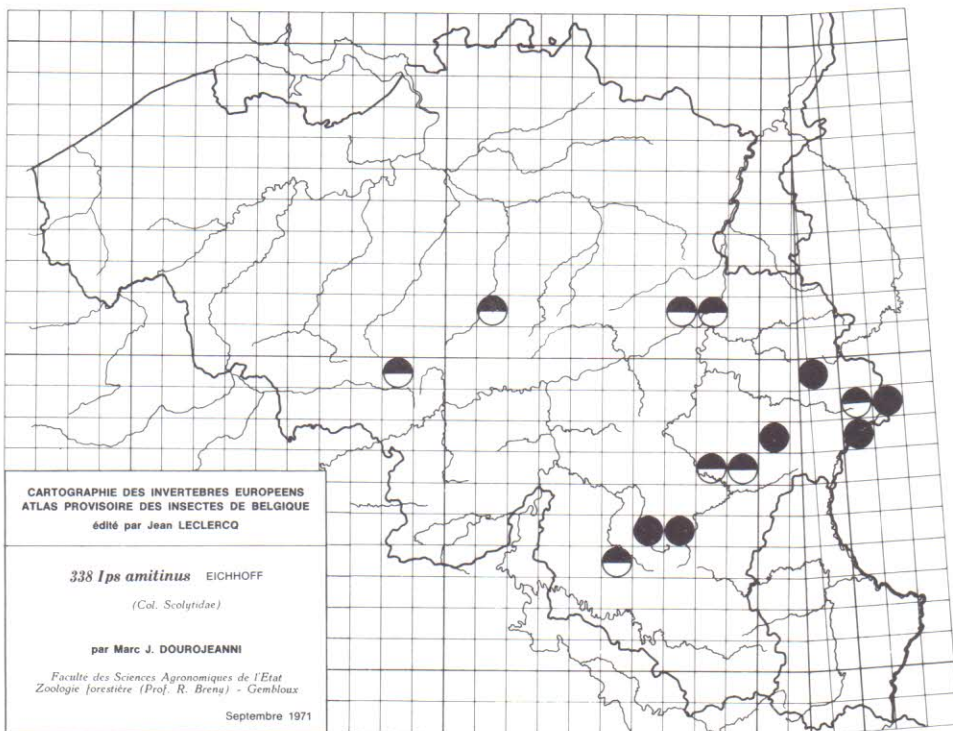 CARTOGRAPHIE DES INVERTEBRES EUROPEENS
ATLAS PROVISOIRE DES INSECTES DE BELGIQUE
édité par Jean LECLERCQ
338 Ips amitinus EICHHOFF
(Col. Scolytidae)
par Marc J. DOUROJEANNI
Faculté des Sciences Agronomiques de l'Etat
Zoologie forestière (Prof. R. Breny) - Gembloux
Septembre 1971